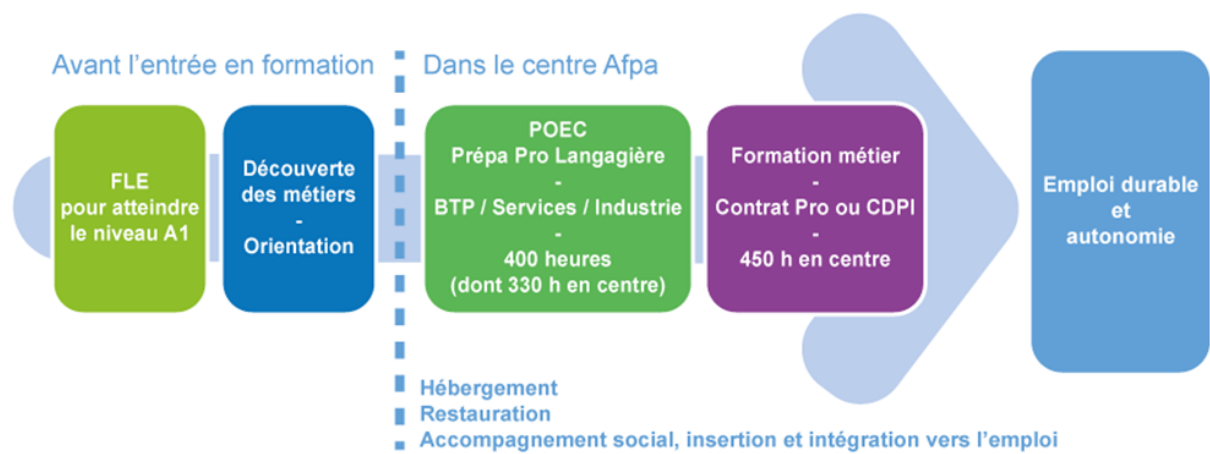 Avant l'entrée en formation
Dans le centre Afpa
FLE
pour atteindre
le niveau A1
Découverte
des métiers
-
Orientation
POEC
Prépa Pro Langagière
-
BTP / Services / Industrie
-
400 heures
(dont 330 h en centre)
Formation métier
-
Contrat Pro ou CDPI
-
450 h en centre
Emploi durable
et
autonomie
Hébergement
Restauration
Accompagnement social, insertion et intégration vers l'emploi